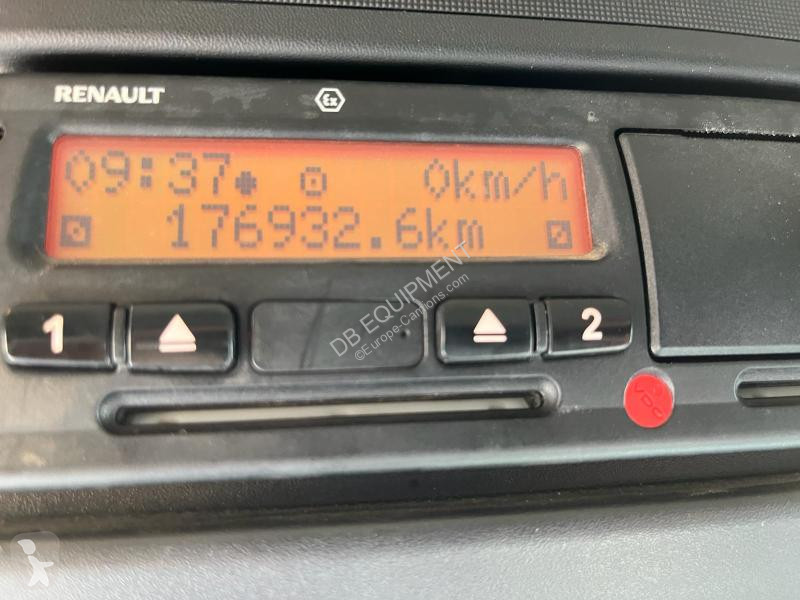 RENAULT
Ex
09:37 0km/h
176932.6km
1
2
DB EQUIPMENT
©Europe-Camions.com
VDO